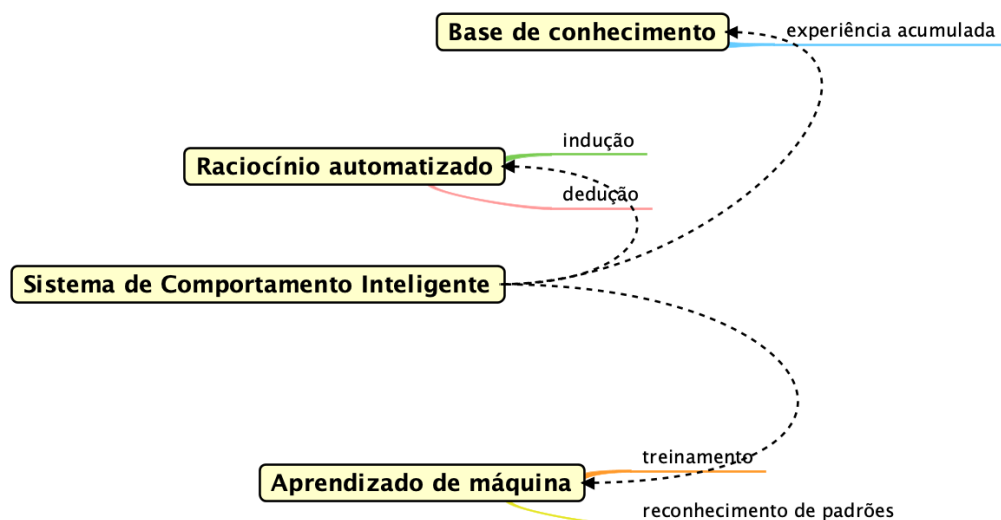 Base de conhecimento
experiência acumulada
indução
Raciocínio automatizado
dedução
Sistema de Comportamento Inteligente
treinamento
Aprendizado de máquina
reconhecimento de padrões